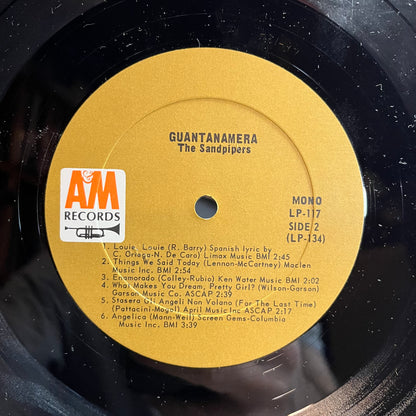 GUANTANAMERA
The Sandpipers
A&M
RECORDS
MONO
LP-117
SIDE 2
(LP-134)
1. Louie, Louie (R. Barry) Spanish lyric by
C. Ortega-N. De Caro) Limax Music BMI 2:45
2. Things We Said Today (Lennon-McCartney) Maclen
Music Inc. BMI 2:54
3. Enamorado (Colley-Rubio) Ken Water Music BMI 2:02
4. What Makes You Dream, Pretty Girl? (Wilson-Garson)
Garson Music Co. ASCAP 2:39
5. Stasera Gli Angeli Non Volano (For The Last Time)
(Pattacini-Mogol) April Music Inc ASCAP 2:17
6. Angelica (Mann-Weil) Screen Gems-Columbia
Music Inc. BMI 3:39